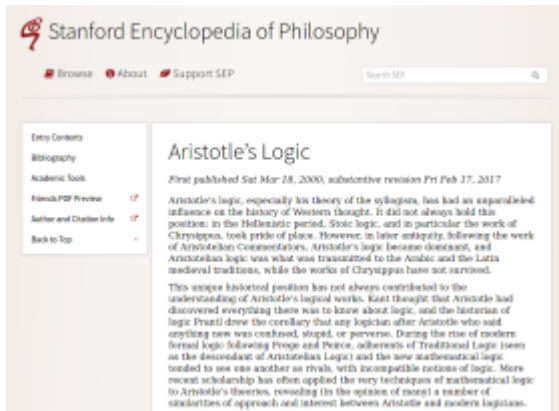 Stanford Encyclopedia of Philosophy
Browse About Support SEP
Search SEP
Entry Contents
Bibliography
Academic Tools
Friends PDF Preview
Author and Citation Info
Back to Top
Aristotle's Logic
First published Sat Mar 18, 2000; substantive revision Fri Feb 17, 2017
Aristotle's logic, especially his theory of the syllogism, has had an unparalleled
influence on the history of Western thought. It did not always hold this
position: in the Hellenistic period, Stoic logic, and in particular the work of
Chrysippus, took pride of place. However, in later antiquity, following the work
of Aristotelian Commentators, Aristotle's logic became dominant, and
Aristotelian logic was what was transmitted to the Arabic and the Latin
medieval traditions, while the works of Chrysippus have not survived.
This unique historical position has not always contributed to the
understanding of Aristotle's logical works. Kant thought that Aristotle had
discovered everything there was to know about logic, and the historian of
logic Prantl drew the corollary that any logician after Aristotle who said
anything new was confused, stupid, or perverse. During the rise of modern
formal logic following Frege and Peirce, adherents of Traditional Logic (seen
as the descendant of Aristotelian Logic) and the new mathematical logic
tended to see one another as rivals, with incompatible notions of logic. More
recent scholarship has often applied the very techniques of mathematical logic
to Aristotle's theories, revealing (in the opinion of many) a number of
similarities of approach and interest between Aristotle and modern logicians.